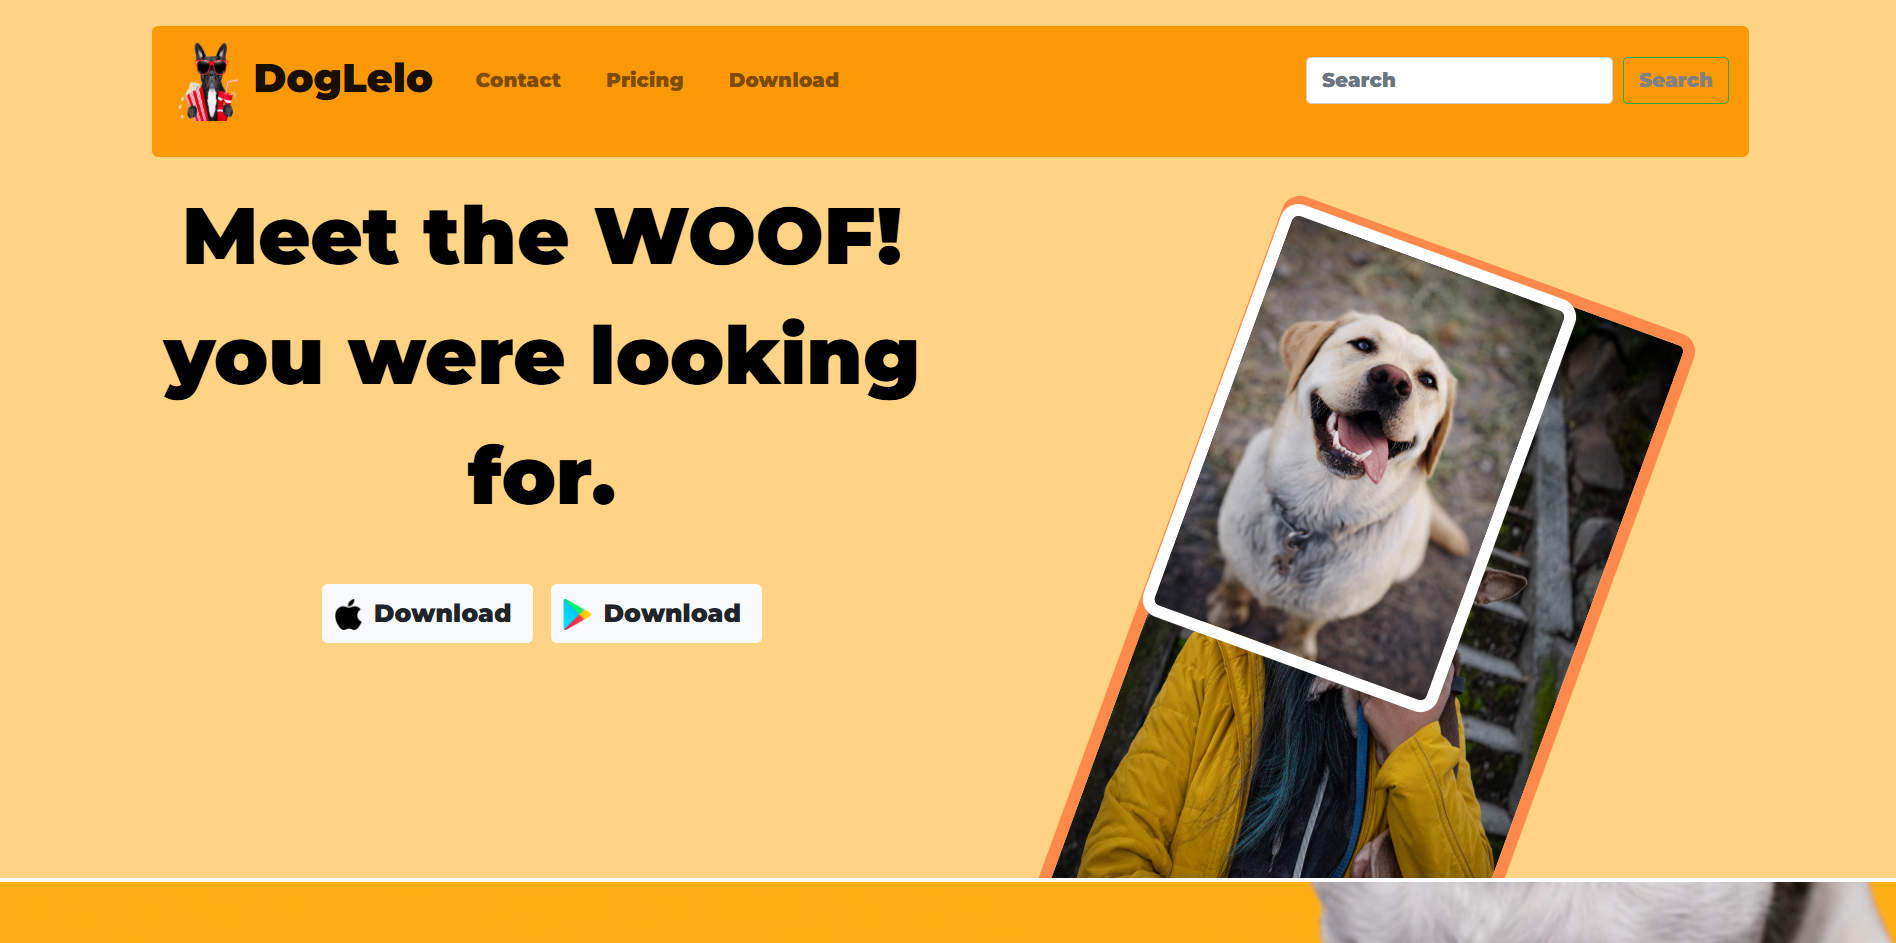 DogLelo Contact Pricing Download Search Search
Meet the WOOF!
you were looking
for.
Download Download